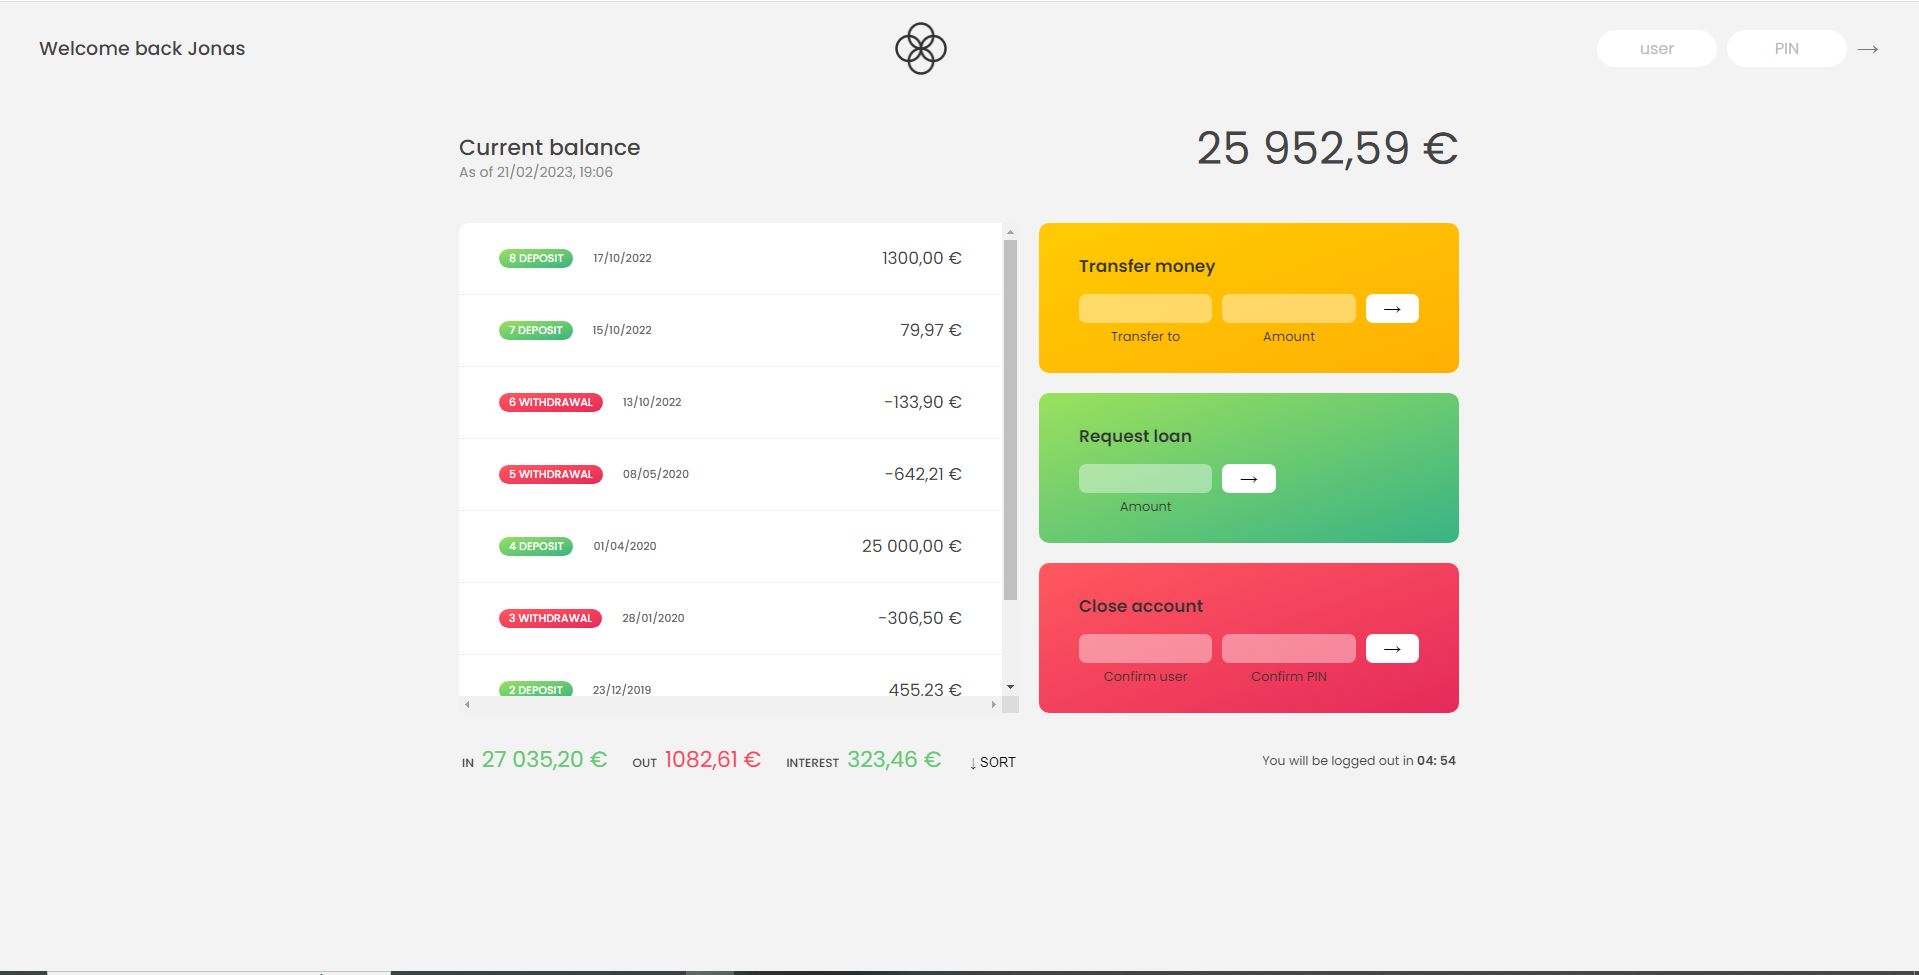 Welcome back Jonas
user PIN →
Current balance
As of 21/02/2023, 19:06
25 952,59 €
8 DEPOSIT 17/10/2022 1300,00 €
7 DEPOSIT 15/10/2022 79,97 €
6 WITHDRAWAL 13/10/2022 -133,90 €
5 WITHDRAWAL 08/05/2020 -642,21 €
4 DEPOSIT 01/04/2020 25 000,00 €
3 WITHDRAWAL 28/01/2020 -306,50 €
2 DEPOSIT 23/12/2019 455,23 €
Transfer money
→
Transfer to Amount
Request loan
→
Amount
Close account
→
Confirm user Confirm PIN
IN 27 035,20 € OUT 1082,61 € INTEREST 323,46 € ↓ SORT
You will be logged out in 04: 54